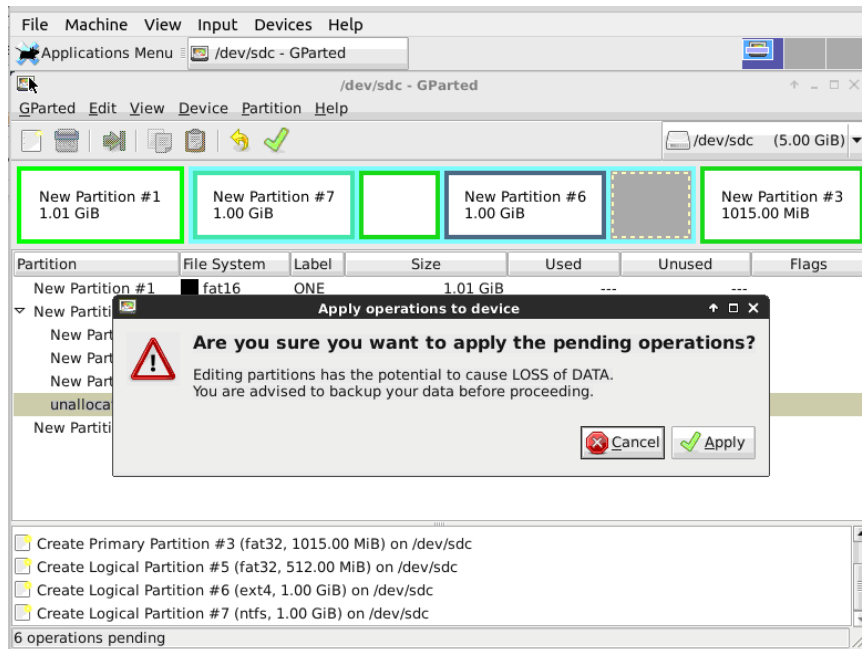 File Machine View Input Devices Help
Applications Menu /dev/sdc - GParted
/dev/sdc - GParted
GParted Edit View Device Partition Help
/dev/sdc (5.00 GiB)
New Partition #1 New Partition #7 New Partition #6 New Partition #3
1.01 GiB 1.00 GiB 1.00 GiB 1015.00 MiB
Partition File System Label Size Used Unused Flags
New Partition #1 fat16 ONE 1.01 GiB --- ---
New Partiti
Apply operations to device
New Part
Are you sure you want to apply the pending operations?
New Part
Editing partitions has the potential to cause LOSS of DATA.
New Part
You are advised to backup your data before proceeding.
unalloca
New Partiti
Cancel Apply
Create Primary Partition #3 (fat32, 1015.00 MiB) on /dev/sdc
Create Logical Partition #5 (fat32, 512.00 MiB) on /dev/sdc
Create Logical Partition #6 (ext4, 1.00 GiB) on /dev/sdc
Create Logical Partition #7 (ntfs, 1.00 GiB) on /dev/sdc
6 operations pending